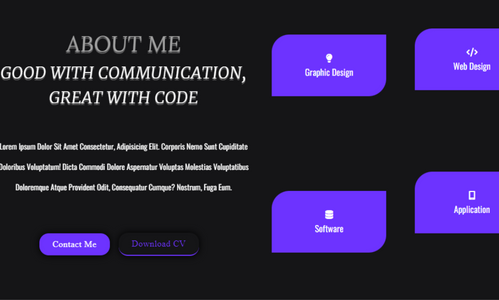 ABOUT ME
GOOD WITH COMMUNICATION,
GREAT WITH CODE
Lorem Ipsum Dolor Sit Amet Consectetur, Adipisicing Elit. Corporis Nemo Sunt Cupiditate
Doloribus Voluptatum! Dicta Commodi Dolore Aspernatur Voluptas Molestias Voluptatibus
Doloremque Atque Provident Odit, Consequatur Cumque? Nostrum, Fuga Eum.
Contact Me
Download CV
Graphic Design
Web Design
Software
Application